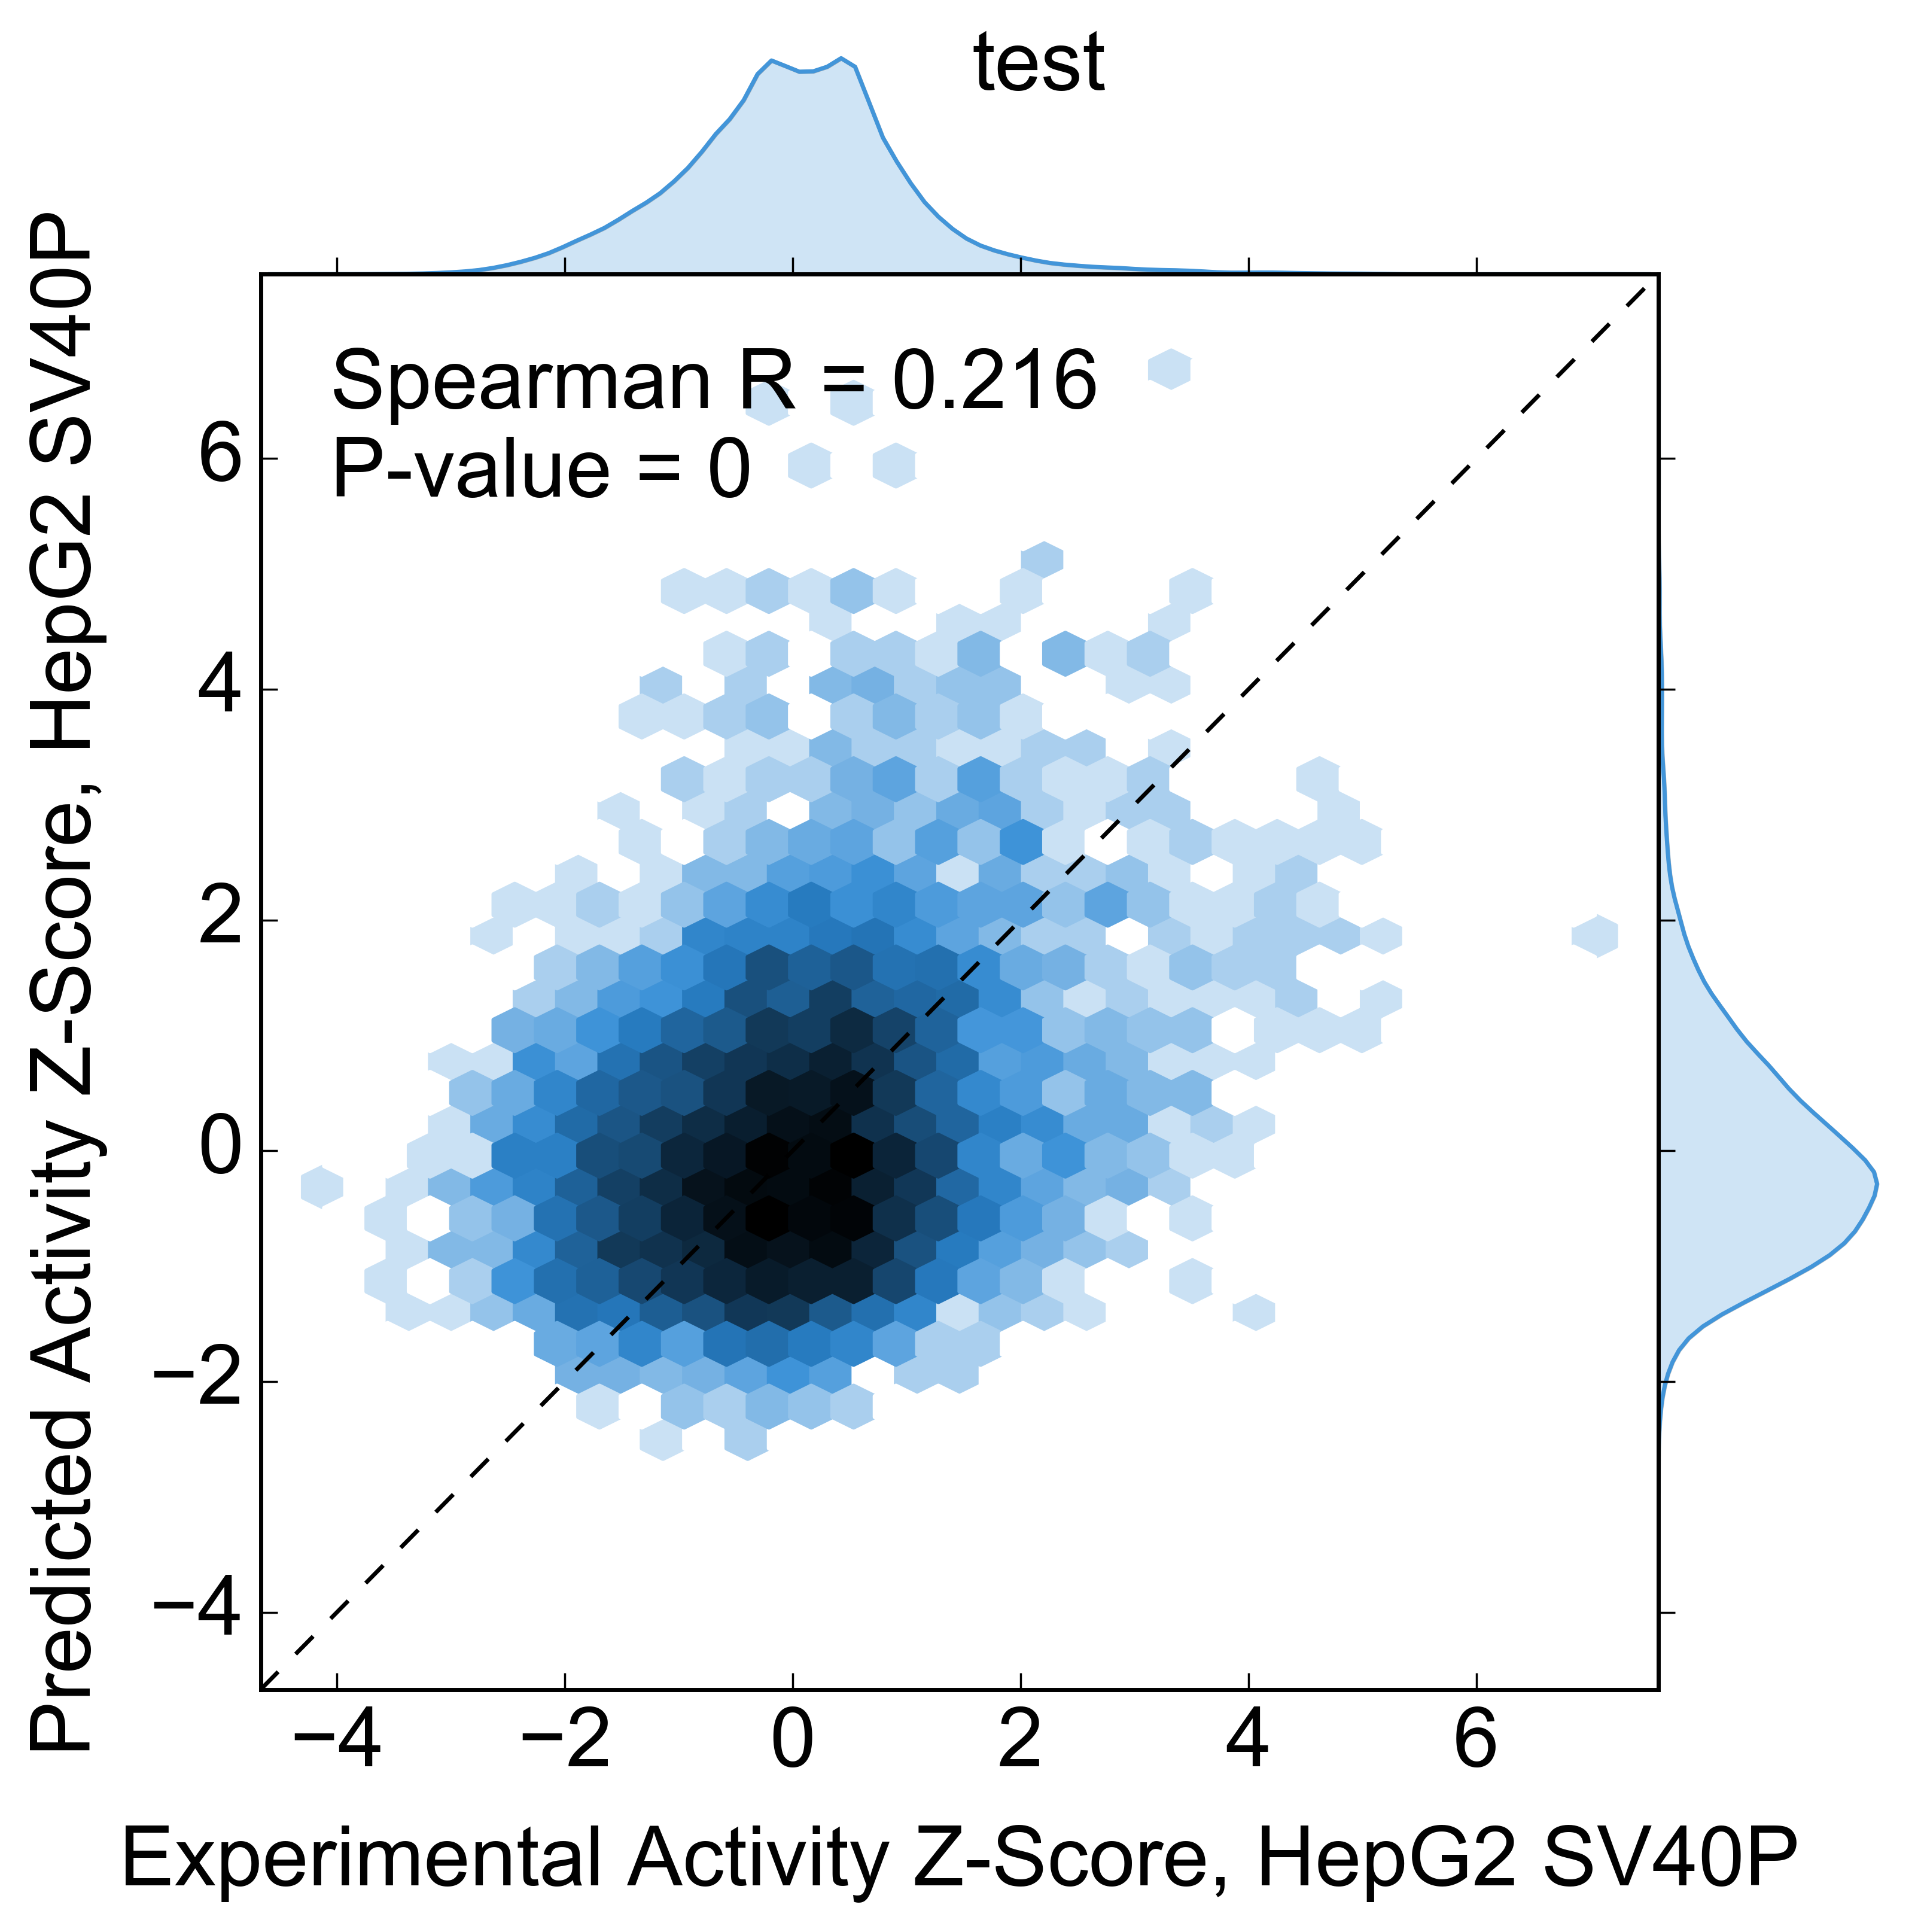 test
Spearman R = 0.216
P-value = 0
Predicted Activity Z-Score, HepG2 SV40P
6
4
2
0
−2
−4
−4 −2 0 2 4 6
Experimental Activity Z-Score, HepG2 SV40P